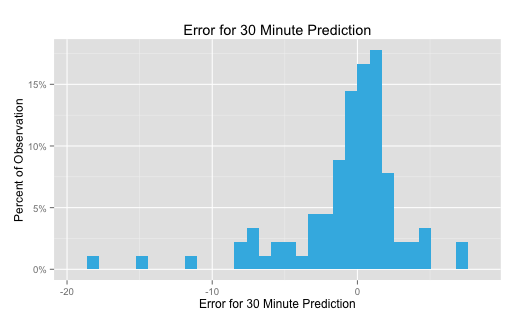 Error for 30 Minute Prediction
Percent of Observation
15%
10%
5%
0%
-20
-10
0
Error for 30 Minute Prediction